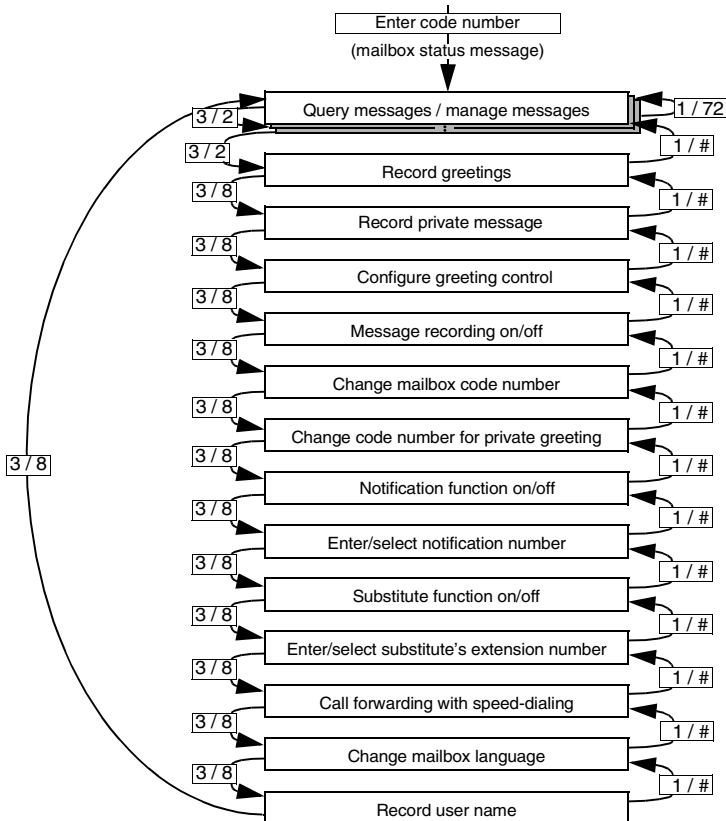 Enter code number
(mailbox status message)
Query messages / manage messages
3 / 2
1 / 72
3 / 2
1 / #
Record greetings
3 / 8
1 / #
Record private message
3 / 8
1 / #
Configure greeting control
3 / 8
1 / #
Message recording on/off
3 / 8
1 / #
Change mailbox code number
3 / 8
1 / #
Change code number for private greeting
3 / 8
3 / 8
1 / #
Notification function on/off
3 / 8
1 / #
Enter/select notification number
3 / 8
1 / #
Substitute function on/off
3 / 8
1 / #
Enter/select substitute's extension number
3 / 8
1 / #
Call forwarding with speed-dialing
3 / 8
1 / #
Change mailbox language
3 / 8
1 / #
Record user name